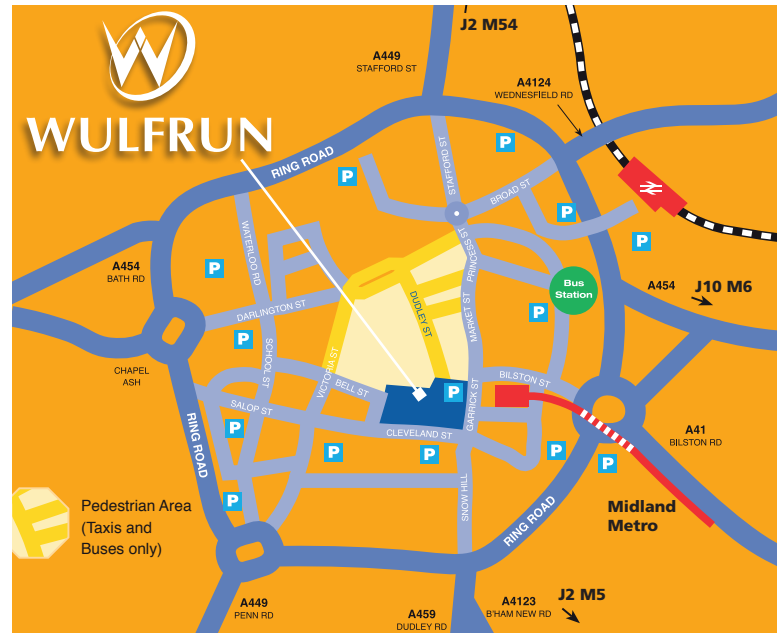 J2 M54
A449
STAFFORD ST
A4124
WEDNESFIELD RD
WULFRUN
RING ROAD
P
P
STAFFORD ST
BROAD ST
P
P
A454
BATH RD
P
WATERLOO RD
PRINCESS ST
Bus
Station
A454
J10 M6
DARLINGTON ST
DUDLEY ST
MARKET ST
P
P
CHAPEL
ASH
SCHOOL ST
VICTORIA ST
BELL ST
P
GARRICK ST
BILSTON ST
SALOP ST
RING ROAD
P
CLEVELAND ST
A41
BILSTON RD
P
P
P
P
P
SNOW HILL
RING ROAD
Midland
Metro
Pedestrian Area
(Taxis and
Buses only)
A449
PENN RD
A459
DUDLEY RD
A4123
B'HAM NEW RD
J2 M5